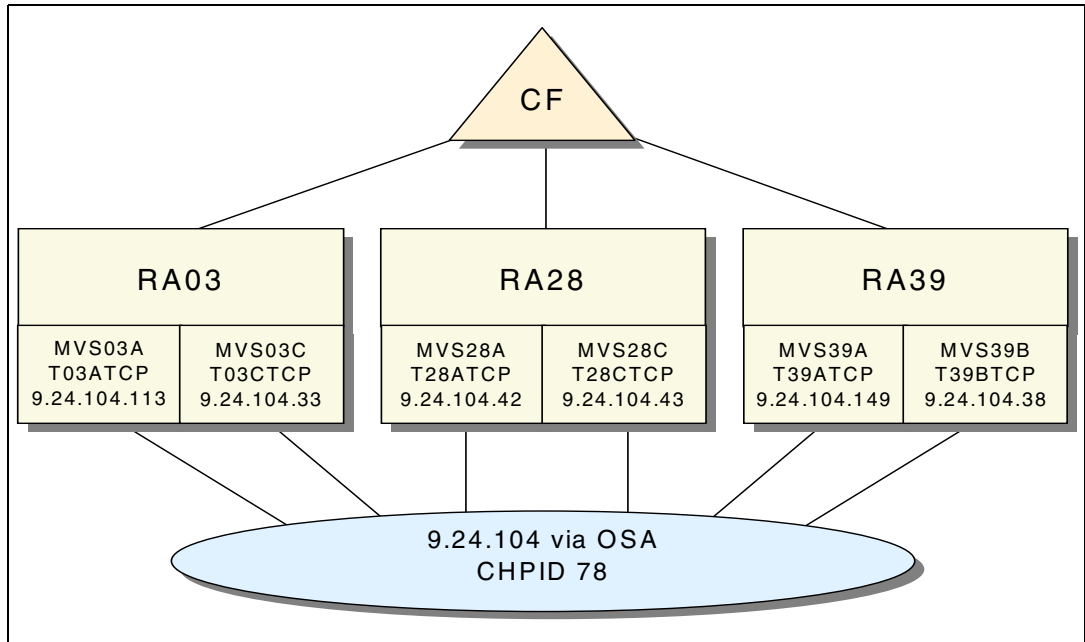 CF
RA03
MVS03A
T03ATCP
9.24.104.113
MVS03C
T03CTCP
9.24.104.33
RA28
MVS28A
T28ATCP
9.24.104.42
MVS28C
T28CTCP
9.24.104.43
RA39
MVS39A
T39ATCP
9.24.104.149
MVS39B
T39BTCP
9.24.104.38
9.24.104 via OSA
CHPID 78